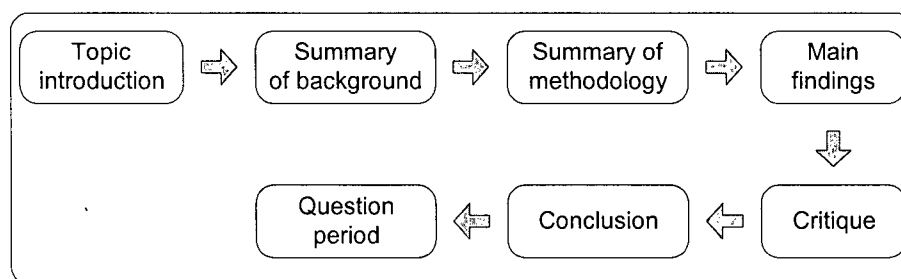 Topic
introduction
Summary
of background
Summary of
methodology
Main
findings
Critique
Conclusion
Question
period